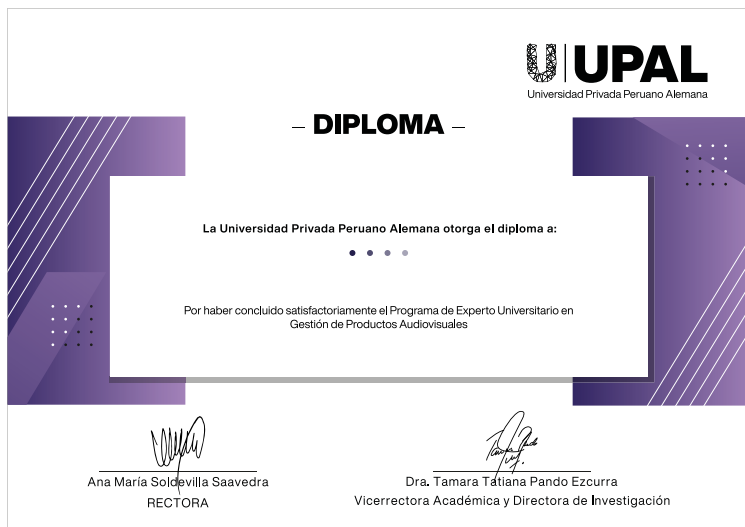 UPAL
Universidad Privada Peruano Alemana
– DIPLOMA –
La Universidad Privada Peruano Alemana otorga el diploma a:
Por haber concluido satisfactoriamente el Programa de Experto Universitario en
Gestión de Productos Audiovisuales
Ana María Soldevilla Saavedra
RECTORA
Dra. Tamara Tatiana Pando Ezcurra
Vicerrectora Académica y Directora de Investigación